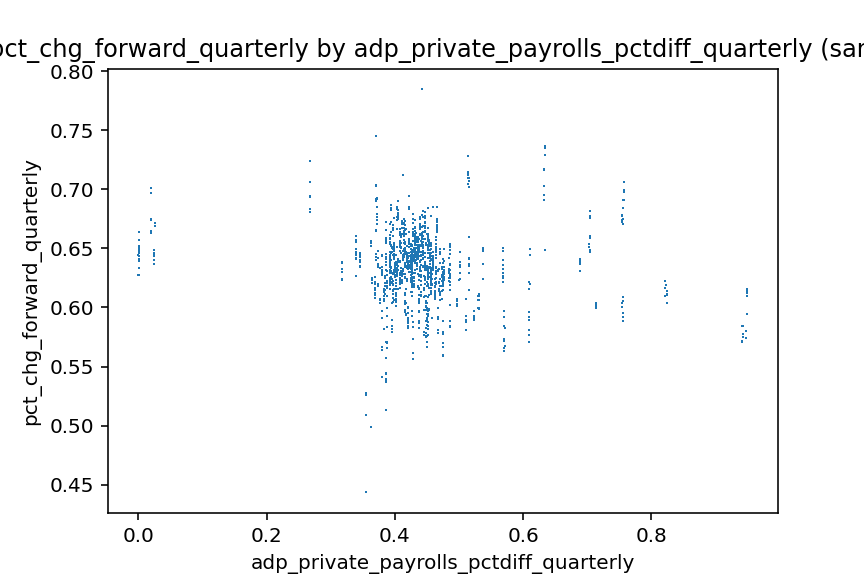 pct_chg_forward_quarterly by adp_private_payrolls_pctdiff_quarterly (sam
0.80
0.75
0.70
0.65
0.60
0.55
0.50
0.45
pct_chg_forward_quarterly
0.0 0.2 0.4 0.6 0.8
adp_private_payrolls_pctdiff_quarterly